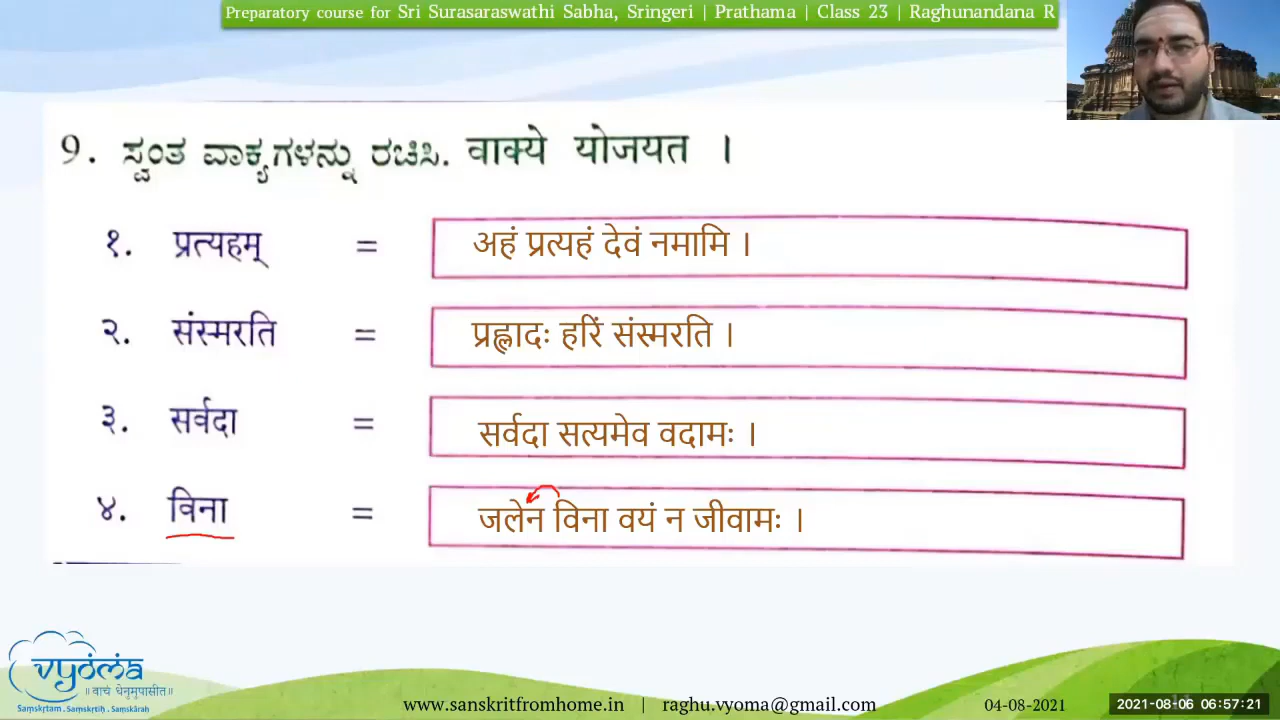 Preparatory course for Sri Surasaraswathi Sabha, Sringeri | Prathama | Class 23 | Raghunandana R
9. ಸ್ವಂತ ವಾಕ್ಯಗಳನ್ನು ರಚಿಸಿ. वाक्ये योजयत ।
१. प्रत्यहम् = अहं प्रत्यहं देवं नमामि ।
२. संस्मरति = प्रह्लादः हरिं संस्मरति ।
३. सर्वदा = सर्वदा सत्यमेव वदामः ।
४. विना = जलेन विना वयं न जीवामः ।
vyoma
॥ वाचं धेनुमुपासीत॥
Saṃskṛtam . Saṃskṛtiḥ . Saṃskārah
www.sanskritfromhome.in | raghu.vyoma@gmail.com 04-08-2021
2021-08-06 06:57:21